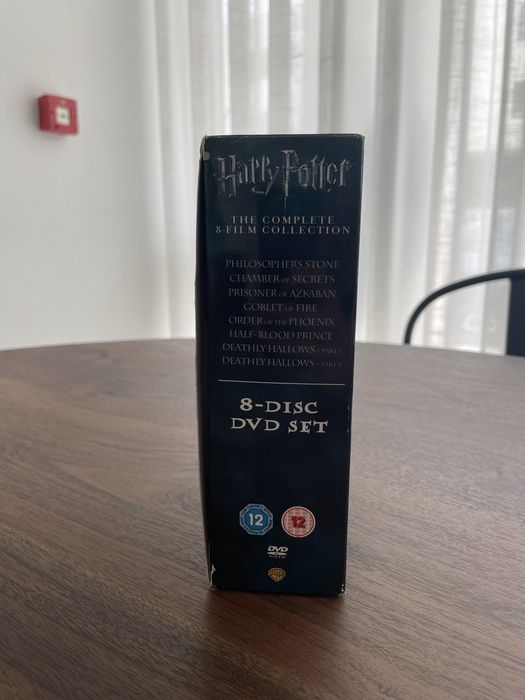 Harry Potter
THE COMPLETE
8-FILM COLLECTION
PHILOSOPHER'S STONE
CHAMBER OF SECRETS
PRISONER OF AZKABAN
GOBLET OF FIRE
ORDER OF THE PHOENIX
HALF-BLOOD PRINCE
DEATHLY HALLOWS – PART 1
DEATHLY HALLOWS – PART 2
8-DISC
DVD SET
12 12
DVD
VIDEO